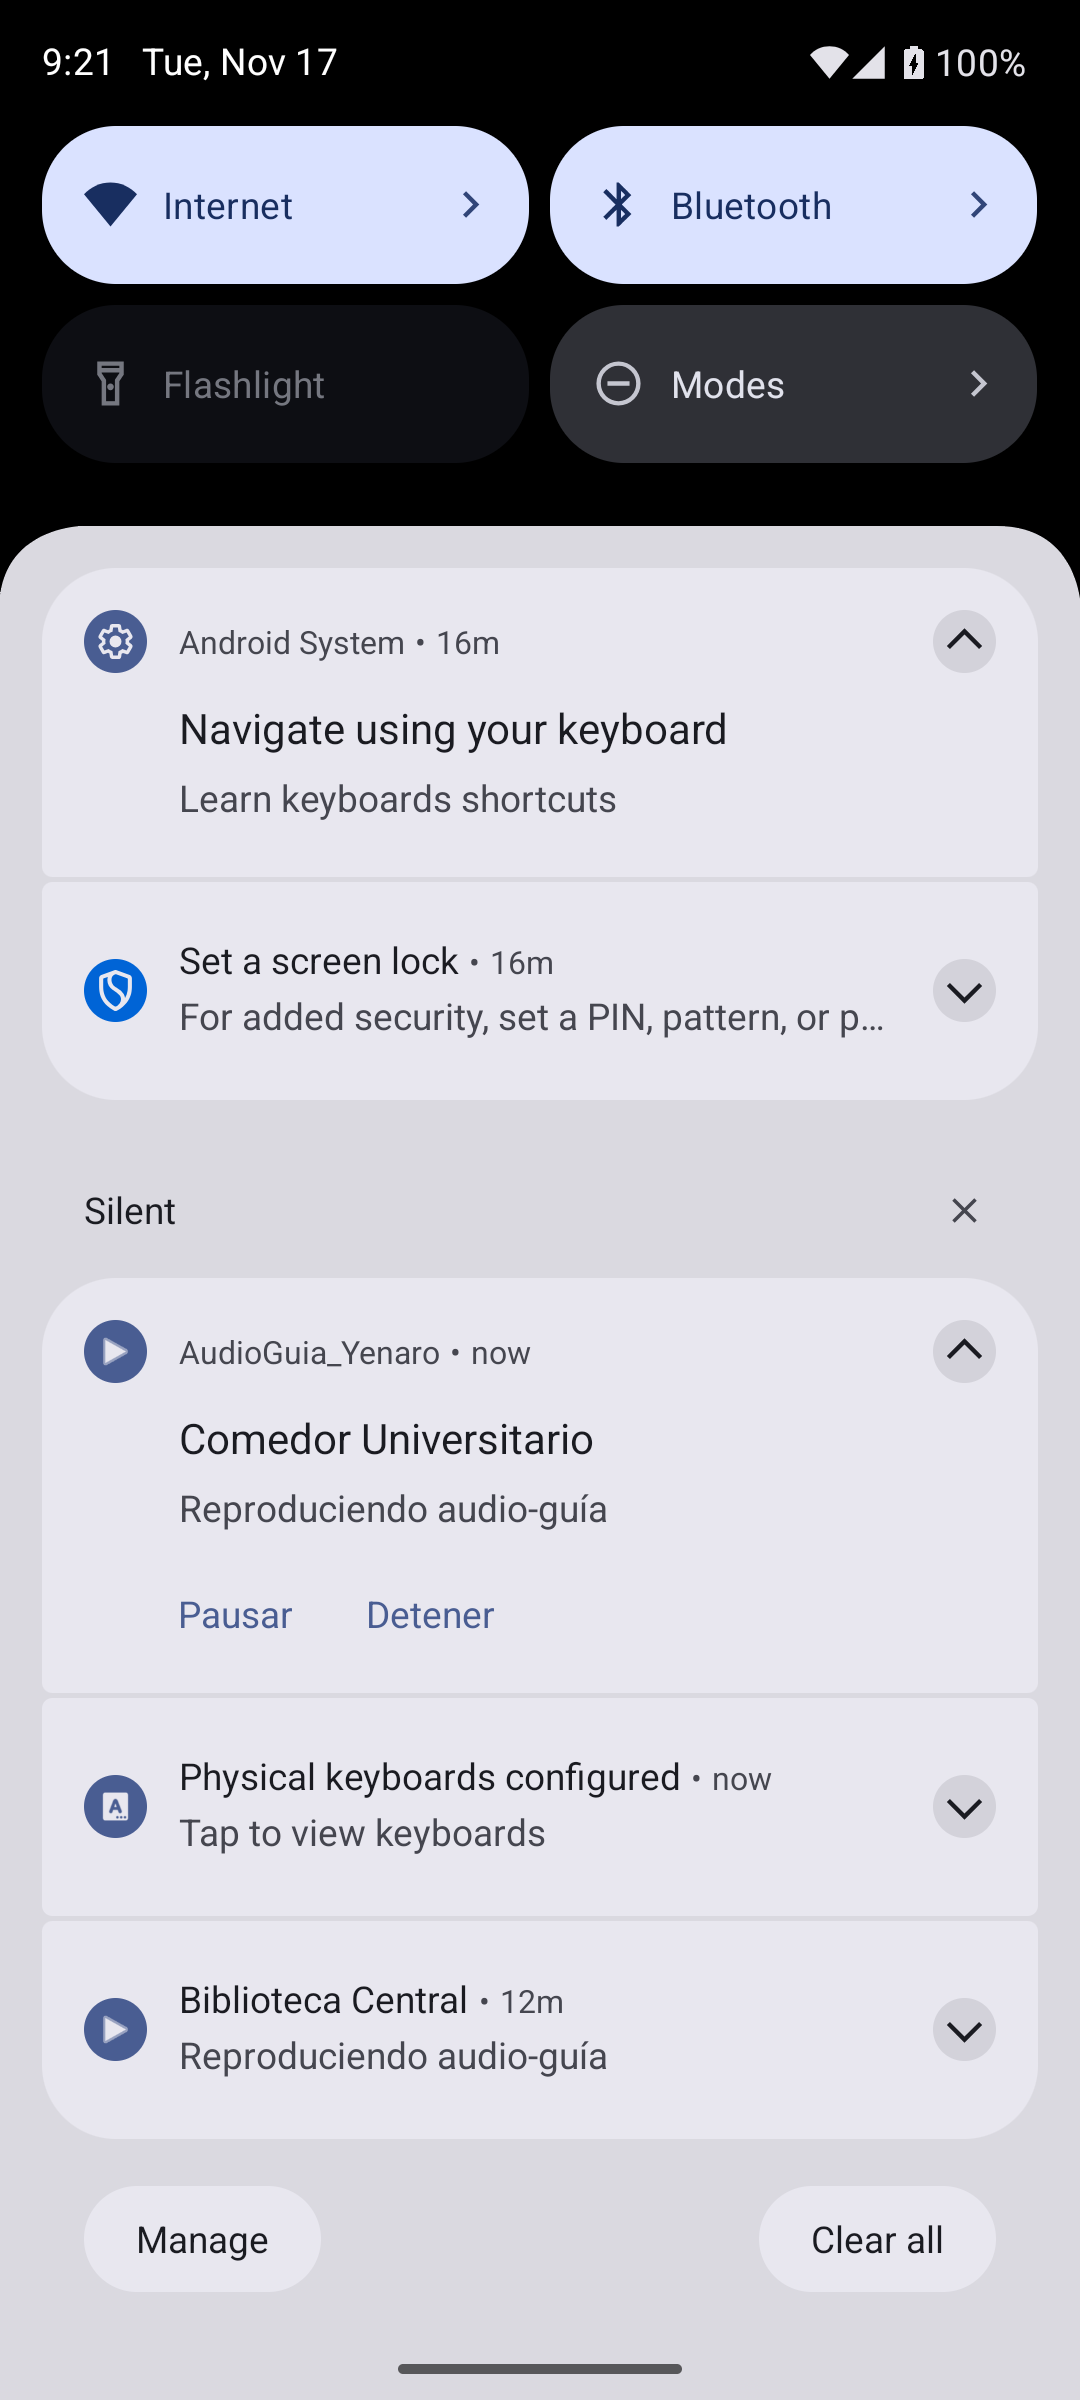 9:21 Tue, Nov 17 100%
Internet
Bluetooth
Flashlight
Modes
Android System • 16m
Navigate using your keyboard
Learn keyboards shortcuts
Set a screen lock • 16m
For added security, set a PIN, pattern, or p…
Silent
AudioGuia_Yenaro • now
Comedor Universitario
Reproduciendo audio-guía
Pausar Detener
Physical keyboards configured • now
Tap to view keyboards
Biblioteca Central • 12m
Reproduciendo audio-guía
Manage
Clear all